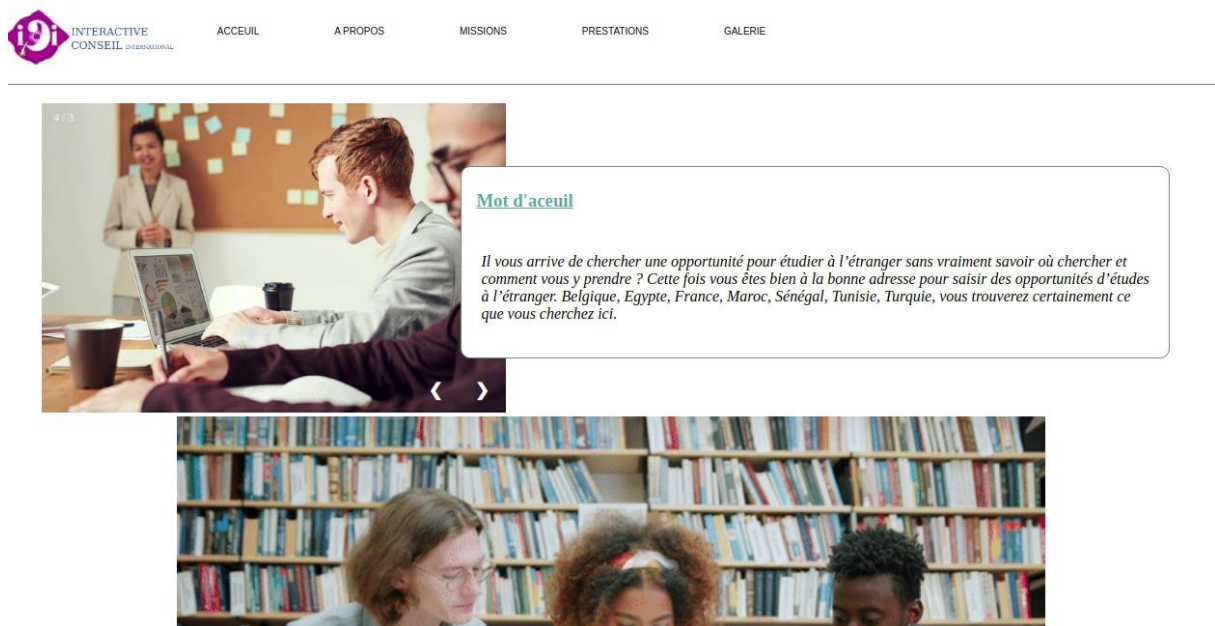 i9i
INTERACTIVE
CONSEIL INTERNATIONAL
ACCEUIL
A PROPOS
MISSIONS
PRESTATIONS
GALERIE
4 / 3
Mot d'aceuil
Il vous arrive de chercher une opportunité pour étudier à l’étranger sans vraiment savoir où chercher et
comment vous y prendre ? Cette fois vous êtes bien à la bonne adresse pour saisir des opportunités d’études
à l’étranger. Belgique, Egypte, France, Maroc, Sénégal, Tunisie, Turquie, vous trouverez certainement ce
que vous cherchez ici.